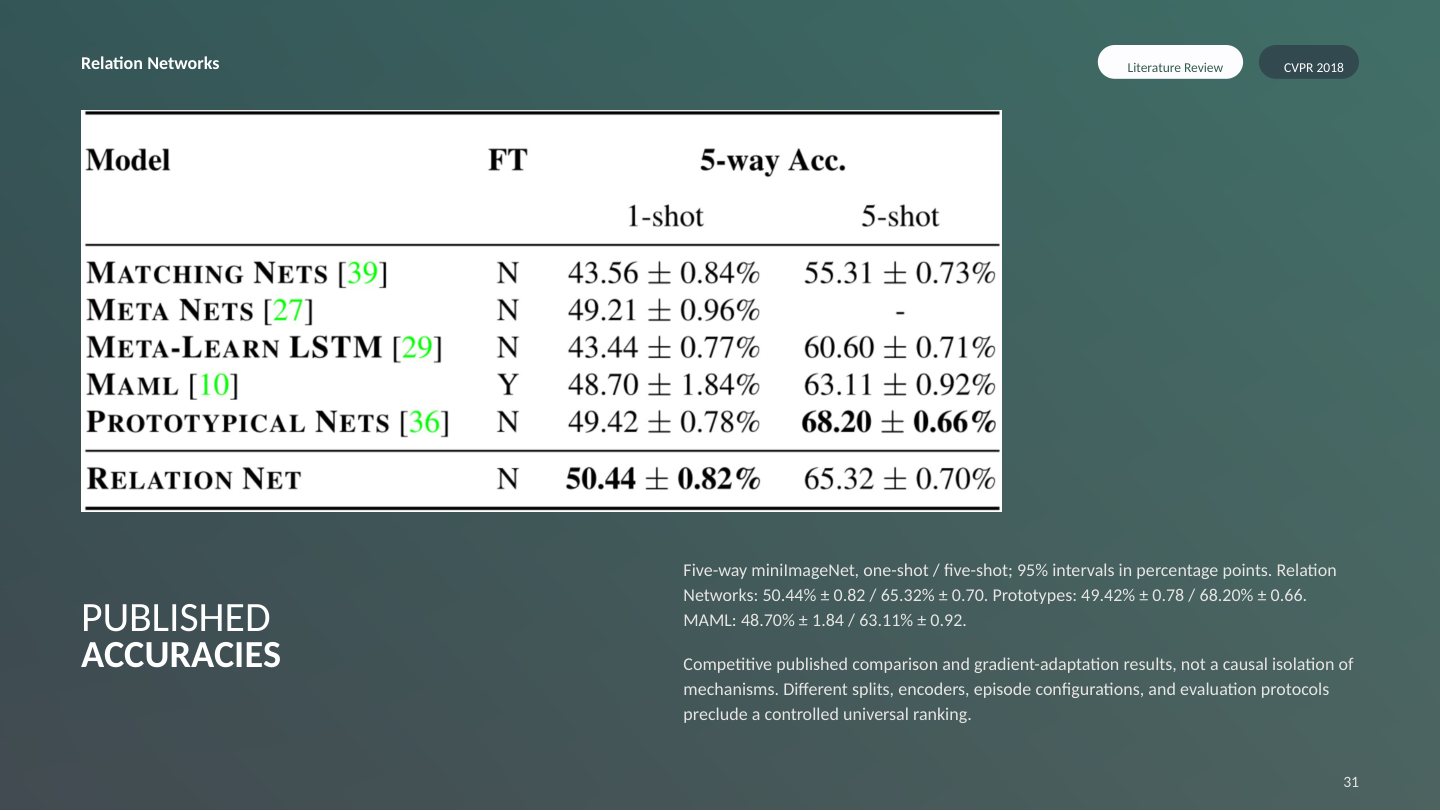 Relation Networks
Literature Review
CVPR 2018
Model FT 5-way Acc.
1-shot 5-shot
MATCHING NETS [39] N 43.56 ± 0.84% 55.31 ± 0.73%
META NETS [27] N 49.21 ± 0.96% -
META-LEARN LSTM [29] N 43.44 ± 0.77% 60.60 ± 0.71%
MAML [10] Y 48.70 ± 1.84% 63.11 ± 0.92%
PROTOTYPICAL NETS [36] N 49.42 ± 0.78% 68.20 ± 0.66%
RELATION NET N 50.44 ± 0.82% 65.32 ± 0.70%
PUBLISHED
ACCURACIES
Five-way miniImageNet, one-shot / five-shot; 95% intervals in percentage points. Relation
Networks: 50.44% ± 0.82 / 65.32% ± 0.70. Prototypes: 49.42% ± 0.78 / 68.20% ± 0.66.
MAML: 48.70% ± 1.84 / 63.11% ± 0.92.
Competitive published comparison and gradient-adaptation results, not a causal isolation of
mechanisms. Different splits, encoders, episode configurations, and evaluation protocols
preclude a controlled universal ranking.
31